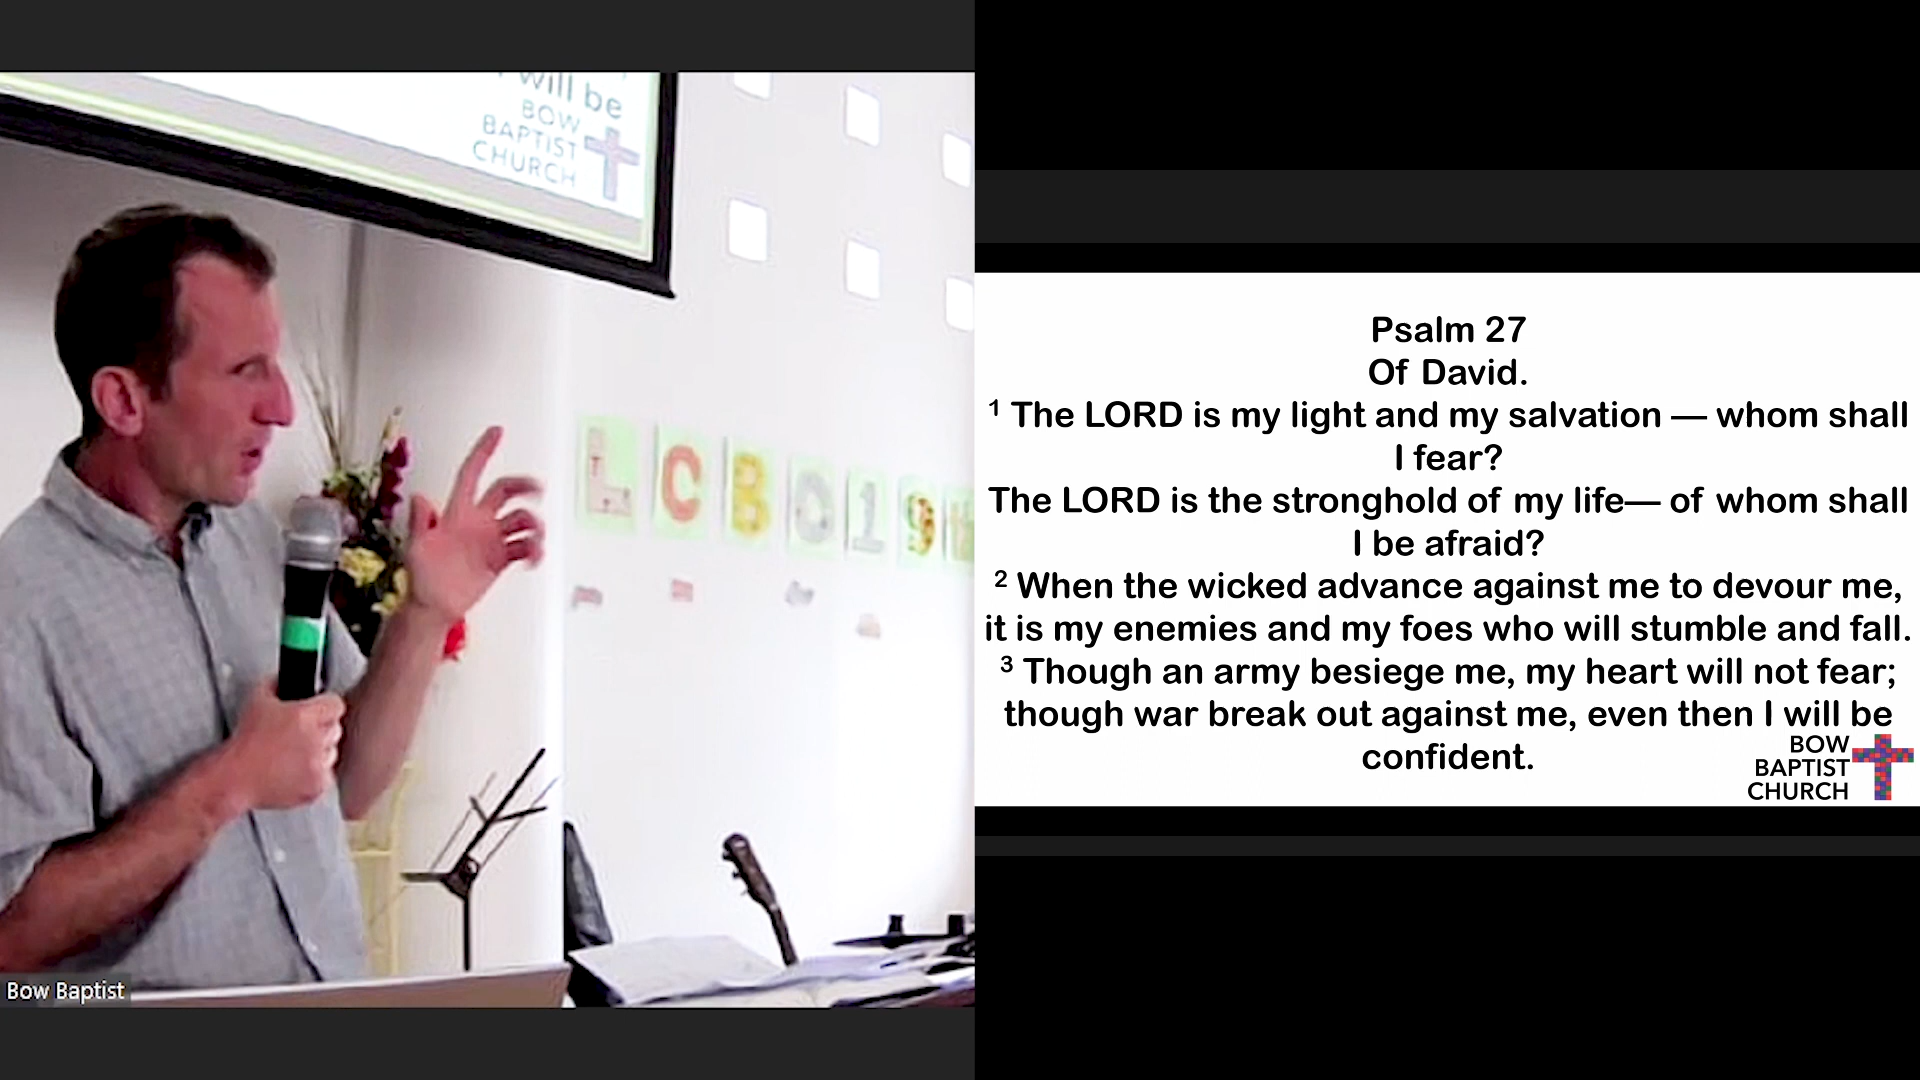 will be
BOW
BAPTIST
CHURCH
L C B O 1 9
Bow Baptist
Psalm 27
Of David.
¹ The LORD is my light and my salvation — whom shall
I fear?
The LORD is the stronghold of my life— of whom shall
I be afraid?
² When the wicked advance against me to devour me,
it is my enemies and my foes who will stumble and fall.
³ Though an army besiege me, my heart will not fear;
though war break out against me, even then I will be
confident.
BOW
BAPTIST
CHURCH